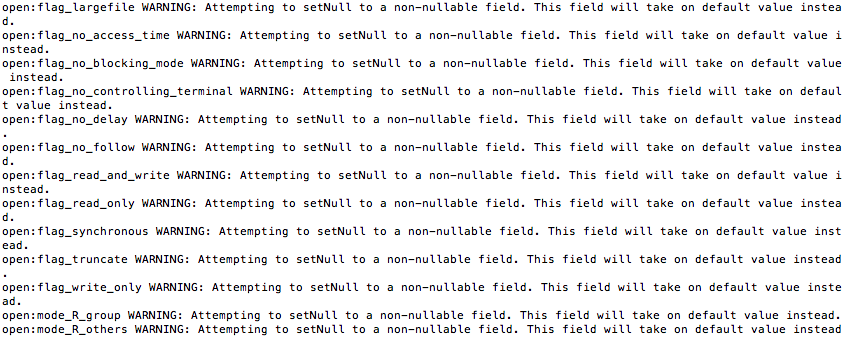 open:flag_largefile WARNING: Attempting to setNull to a non-nullable field. This field will take on default value instea
d.
open:flag_no_access_time WARNING: Attempting to setNull to a non-nullable field. This field will take on default value i
nstead.
open:flag_no_blocking_mode WARNING: Attempting to setNull to a non-nullable field. This field will take on default value
 instead.
open:flag_no_controlling_terminal WARNING: Attempting to setNull to a non-nullable field. This field will take on defaul
t value instead.
open:flag_no_delay WARNING: Attempting to setNull to a non-nullable field. This field will take on default value instead
.
open:flag_no_follow WARNING: Attempting to setNull to a non-nullable field. This field will take on default value instea
d.
open:flag_read_and_write WARNING: Attempting to setNull to a non-nullable field. This field will take on default value i
nstead.
open:flag_read_only WARNING: Attempting to setNull to a non-nullable field. This field will take on default value instea
d.
open:flag_synchronous WARNING: Attempting to setNull to a non-nullable field. This field will take on default value inst
ead.
open:flag_truncate WARNING: Attempting to setNull to a non-nullable field. This field will take on default value instead
.
open:flag_write_only WARNING: Attempting to setNull to a non-nullable field. This field will take on default value inste
ad.
open:mode_R_group WARNING: Attempting to setNull to a non-nullable field. This field will take on default value instead.
open:mode_R_others WARNING: Attempting to setNull to a non-nullable field. This field will take on default value instead